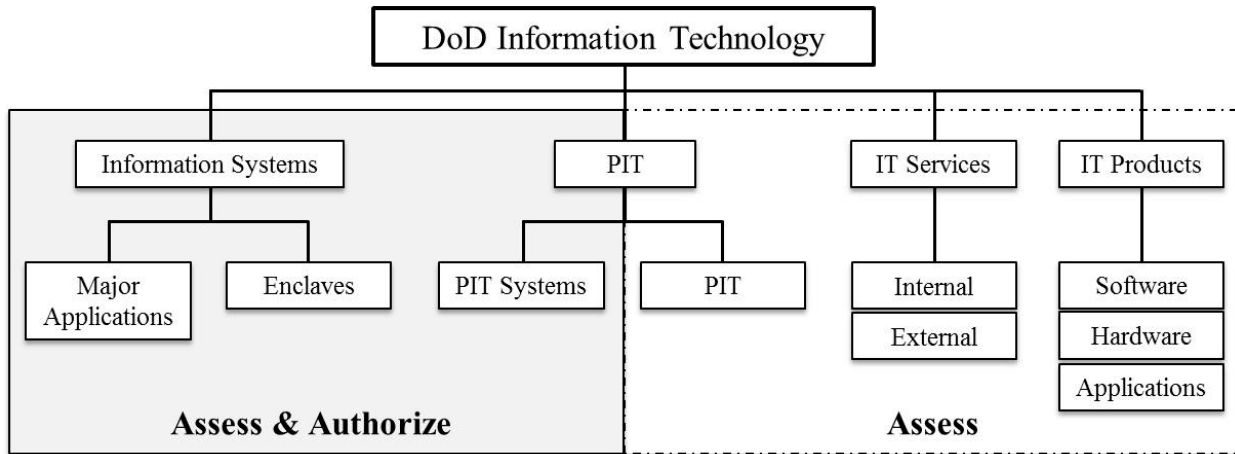 DoD Information Technology
Information Systems
PIT
IT Services
IT Products
Major
Applications
Enclaves
PIT Systems
PIT
Internal
External
Software
Hardware
Applications
Assess & Authorize
Assess